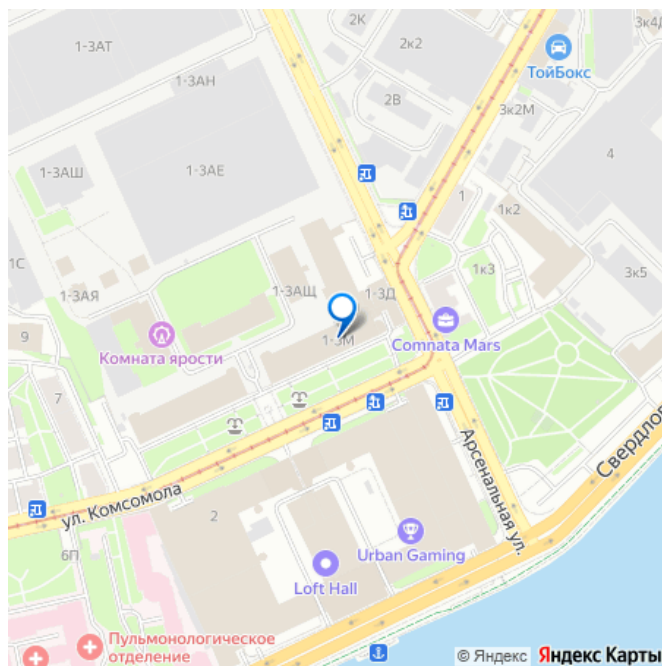 2К
3к4Д
1-3АТ
2к2
ТойБокс
1-3АН
2В
3к2М
4
1-3АЕ
1-3АШ
1
1к2
1С
1к3
3к5
1-3АЩ
1-3Д
1-3АЯ
9
Комната ярости
1-3М
Comnata Mars
7
Свердлов
ул. Комсомола
Арсенальная ул.
2
6П
Urban Gaming
Loft Hall
Пульмонологическое
отделение
© Яндекс Яндекс Карты